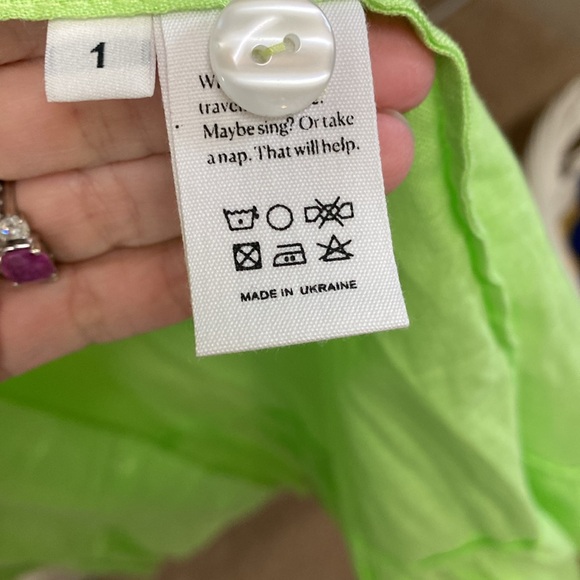 1
Maybe sing? Or take
a nap. That will help.
MADE IN UKRAINE